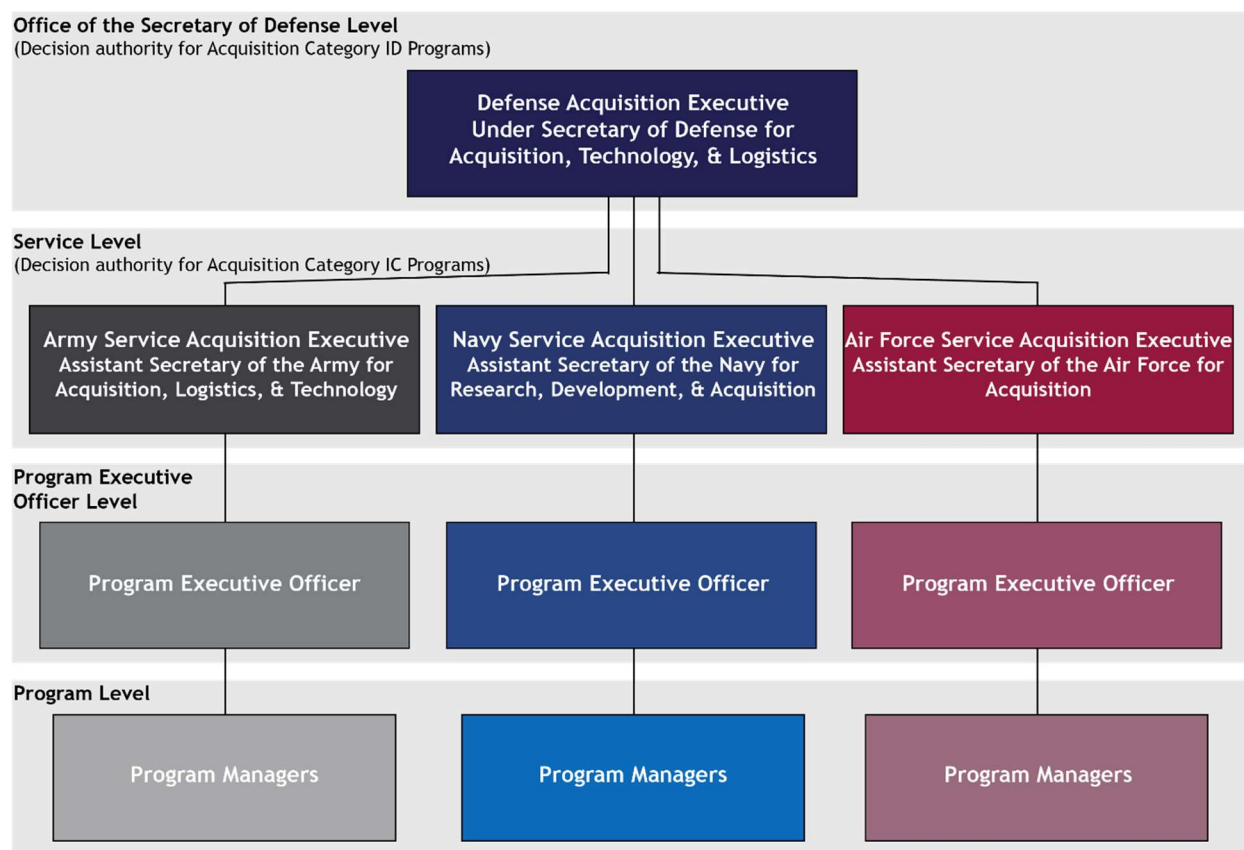 Office of the Secretary of Defense Level
(Decision authority for Acquisition Category ID Programs)
Defense Acquisition Executive
Under Secretary of Defense for
Acquisition, Technology, & Logistics
Service Level
(Decision authority for Acquisition Category IC Programs)
Army Service Acquisition Executive
Assistant Secretary of the Army for
Acquisition, Logistics, & Technology
Navy Service Acquisition Executive
Assistant Secretary of the Navy for
Research, Development, & Acquisition
Air Force Service Acquisition Executive
Assistant Secretary of the Air Force for
Acquisition
Program Executive
Officer Level
Program Executive Officer
Program Executive Officer
Program Executive Officer
Program Level
Program Managers
Program Managers
Program Managers